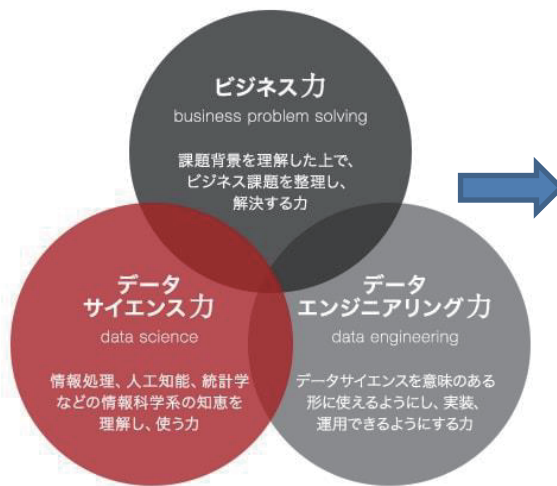 ビジネス力
business problem solving
課題背景を理解した上で、
ビジネス課題を整理し、
解決する力
データ
サイエンス力
data science
情報処理、人工知能、統計学
などの情報科学系の知恵を
理解し、使う力
データ
エンジニアリング力
data engineering
データサイエンスを意味のある
形に使えるようにし、実装、
運用できるようにする力